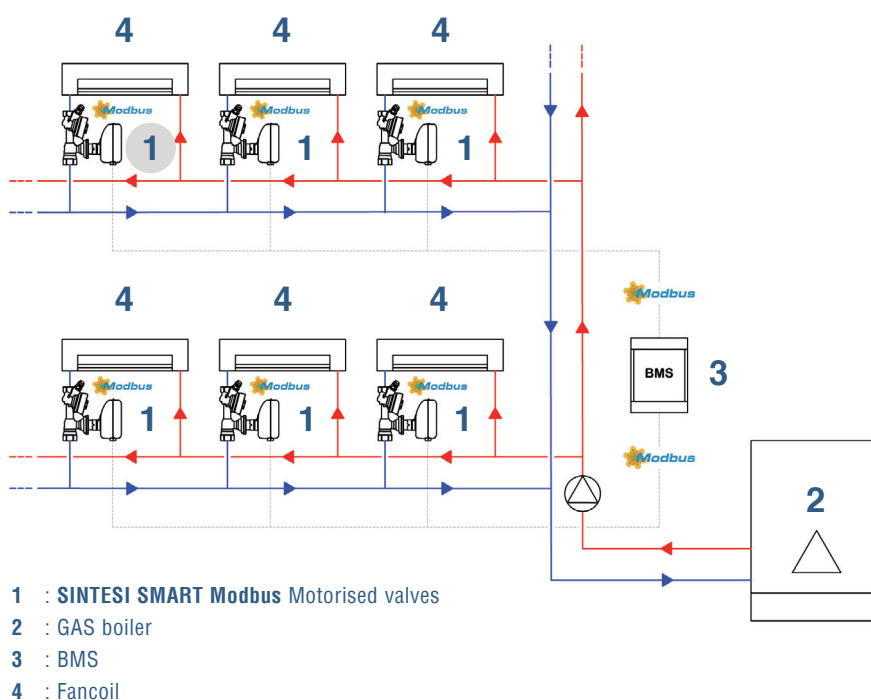 4 4 4
Modbus Modbus Modbus
1 1 1
4 4 4
Modbus
BMS 3
Modbus Modbus Modbus
1 1 1
Modbus
2
1 : SINTESI SMART Modbus Motorised valves
2 : GAS boiler
3 : BMS
4 : Fancoil